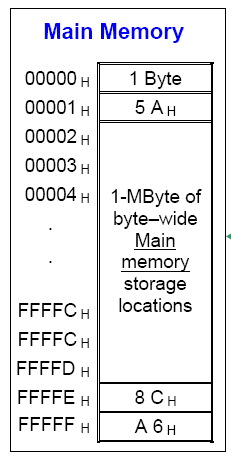 Main Memory
00000 H 1 Byte
00001 H 5 A H
00002 H
00003 H
00004 H
1-MByte of
byte–wide
.
Main
memory
.
storage
locations
FFFFC H
FFFFC H
FFFFD H
FFFFE H 8 C H
FFFFF H A 6 H